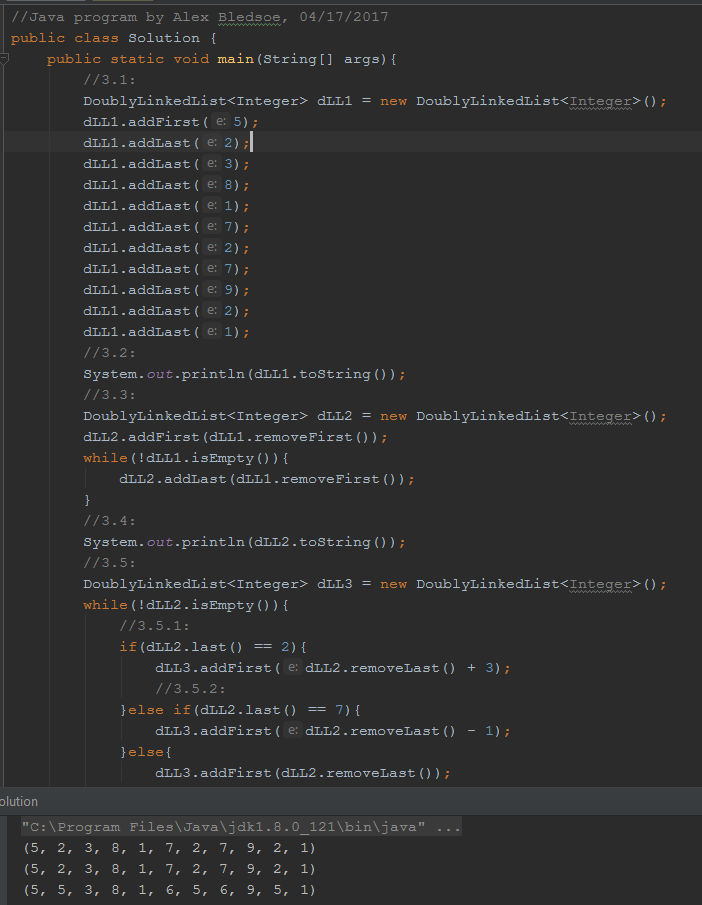 //Java program by Alex Bledsoe, 04/17/2017
public class Solution {
    public static void main(String[] args){
        //3.1:
        DoublyLinkedList<Integer> dLL1 = new DoublyLinkedList<Integer>();
        dLL1.addFirst( e: 5);
        dLL1.addLast( e: 2);
        dLL1.addLast( e: 3);
        dLL1.addLast( e: 8);
        dLL1.addLast( e: 1);
        dLL1.addLast( e: 7);
        dLL1.addLast( e: 2);
        dLL1.addLast( e: 7);
        dLL1.addLast( e: 9);
        dLL1.addLast( e: 2);
        dLL1.addLast( e: 1);
        //3.2:
        System.out.println(dLL1.toString());
        //3.3:
        DoublyLinkedList<Integer> dLL2 = new DoublyLinkedList<Integer>();
        dLL2.addFirst(dLL1.removeFirst());
        while(!dLL1.isEmpty()){
            dLL2.addLast(dLL1.removeFirst());
        }
        //3.4:
        System.out.println(dLL2.toString());
        //3.5:
        DoublyLinkedList<Integer> dLL3 = new DoublyLinkedList<Integer>();
        while(!dLL2.isEmpty()){
            //3.5.1:
            if(dLL2.last() == 2){
                dLL3.addFirst( e: dLL2.removeLast() + 3);
                //3.5.2:
            }else if(dLL2.last() == 7){
                dLL3.addFirst( e: dLL2.removeLast() - 1);
            }else{
                dLL3.addFirst(dLL2.removeLast());
olution
"C:\Program Files\Java\jdk1.8.0_121\bin\java" ...
(5, 2, 3, 8, 1, 7, 2, 7, 9, 2, 1)
(5, 2, 3, 8, 1, 7, 2, 7, 9, 2, 1)
(5, 5, 3, 8, 1, 6, 5, 6, 9, 5, 1)